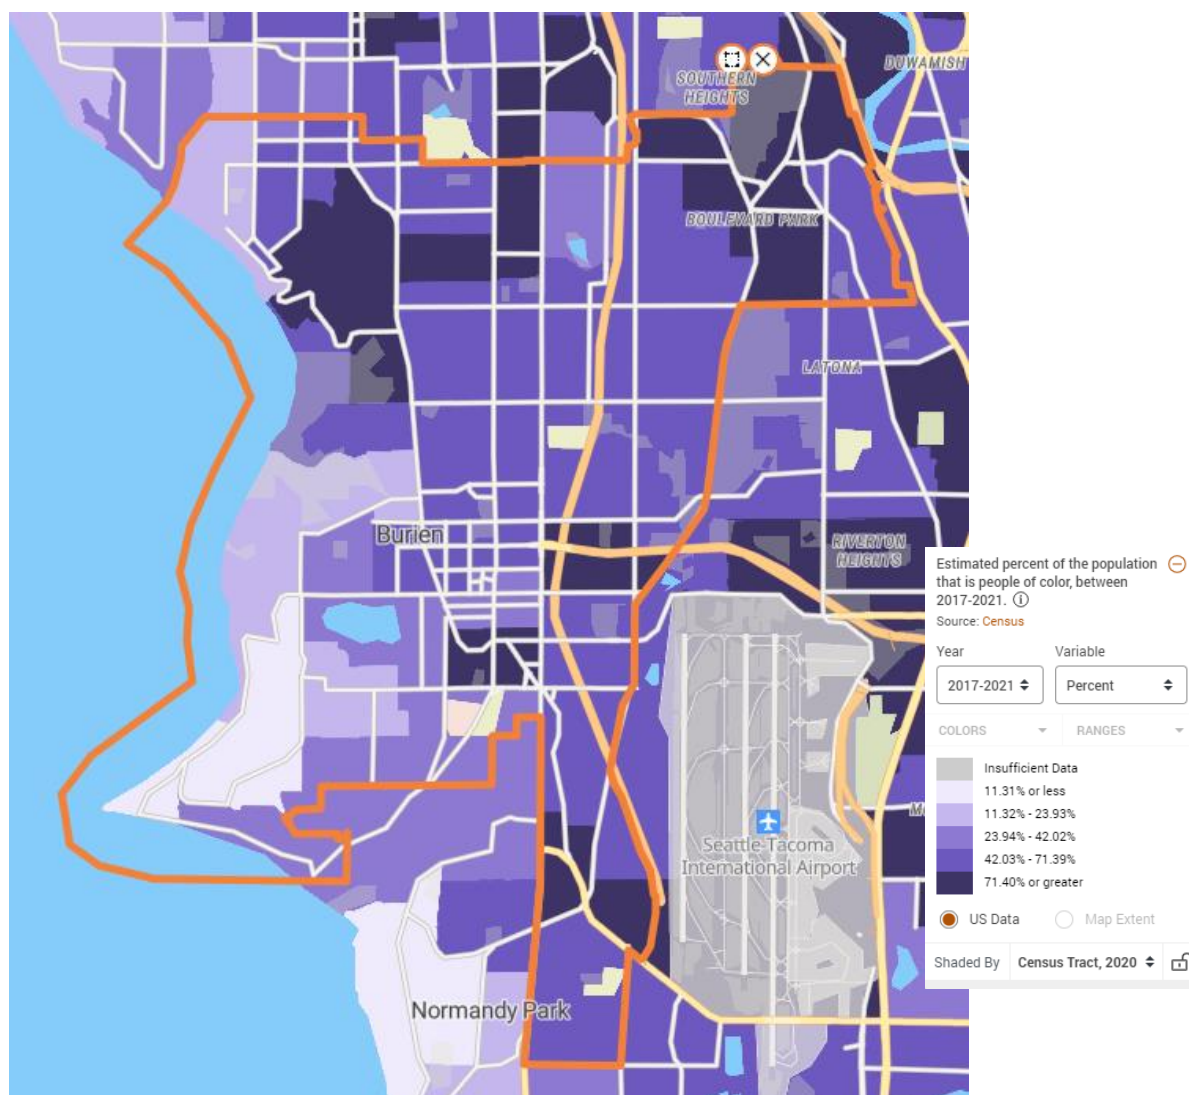 DUWAMISH
SOUTHERN
HEIGHTS
BOULEVARD PARK
LATONA
Burien
RIVERTON
HEIGHTS
Seattle-Tacoma
International Airport
Normandy Park
Estimated percent of the population
that is people of color, between
2017-2021.
Source: Census
Year Variable
2017-2021 Percent
COLORS RANGES
Insufficient Data
11.31% or less
11.32% - 23.93%
23.94% - 42.02%
42.03% - 71.39%
71.40% or greater
US Data Map Extent
Shaded By Census Tract, 2020